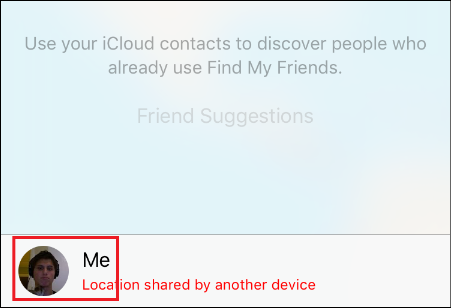 Use your iCloud contacts to discover people who
already use Find My Friends.
Friend Suggestions
Me
Location shared by another device